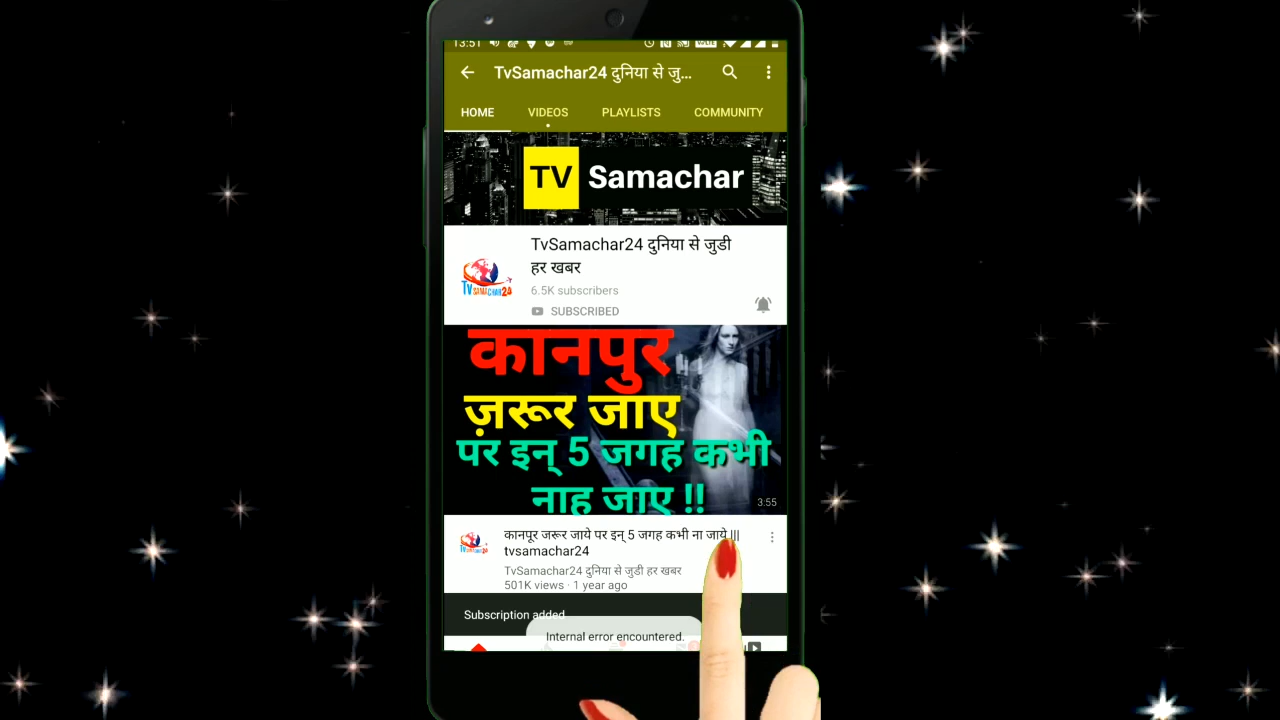 13:51
TvSamachar24 दुनिया से जु...
HOME VIDEOS PLAYLISTS COMMUNITY
TV Samachar
TvSamachar24 दुनिया से जुडी
हर खबर
6.5K subscribers
SUBSCRIBED
TV SAMACHAR24
कानपुर
ज़रूर जाए
पर इन् 5 जगह कभी
नाह जाए !!
3:55
कानपूर जरूर जाये पर इन् 5 जगह कभी ना जाये |||
tvsamachar24
TvSamachar24 दुनिया से जुडी हर खबर
501K views · 1 year ago
Subscription added
Internal error encountered.